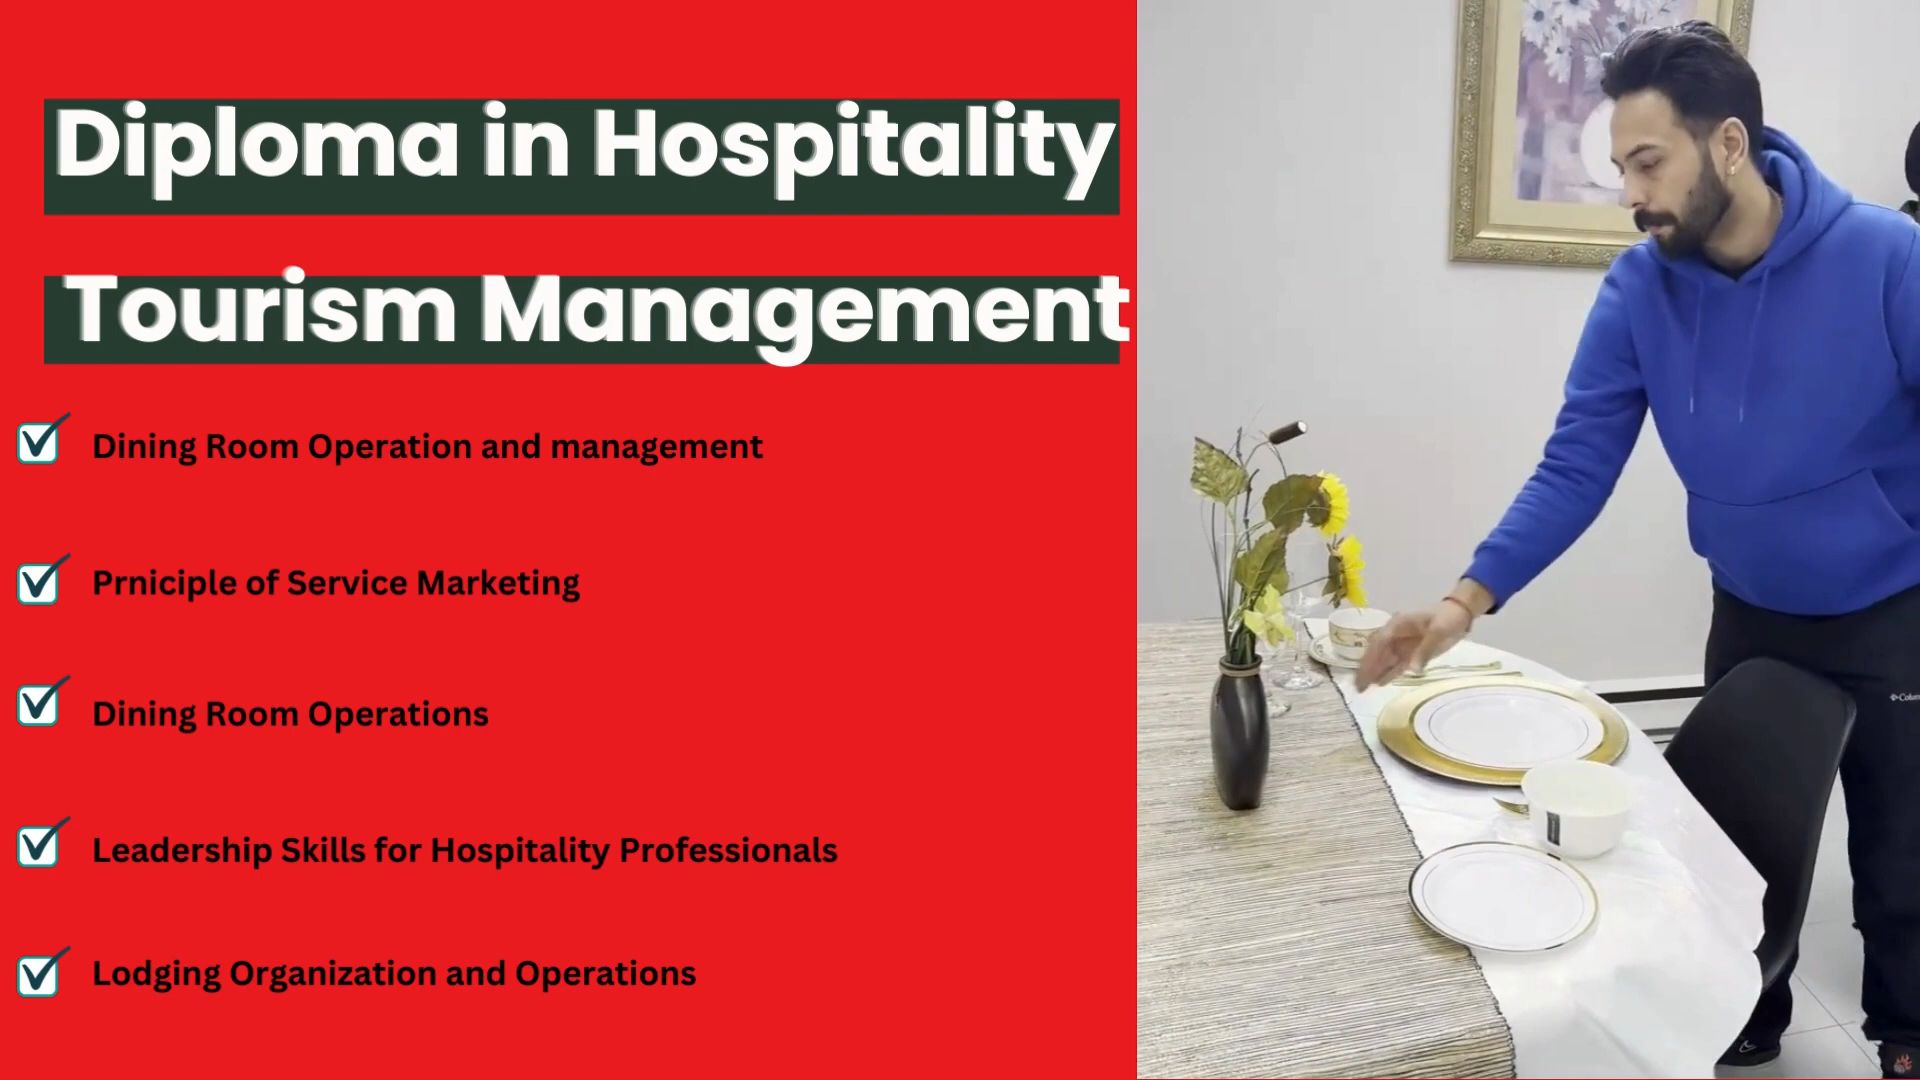 Diploma in Hospitality
Tourism Management
Dining Room Operation and management
Prniciple of Service Marketing
Dining Room Operations
Leadership Skills for Hospitality Professionals
Lodging Organization and Operations